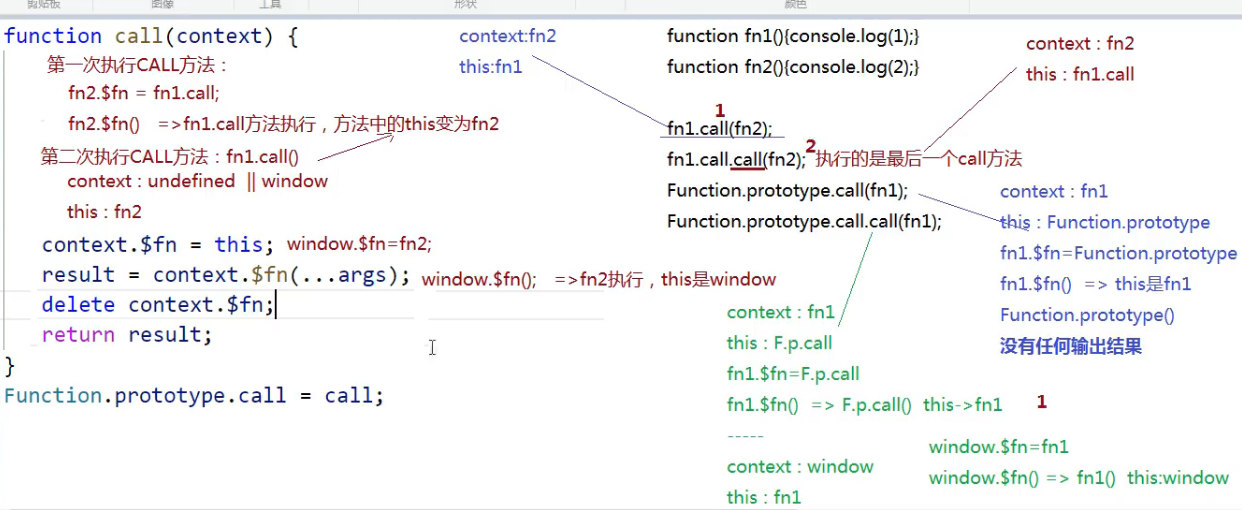 剪贴板
图像
工具
形状
颜色
function call(context) {
第一次执行CALL方法：
fn2.$fn = fn1.call;
fn2.$fn() =>fn1.call方法执行，方法中的this变为fn2
第二次执行CALL方法：fn1.call()
context : undefined || window
this : fn2
context.$fn = this; window.$fn=fn2;
result = context.$fn(...args); window.$fn(); =>fn2执行，this是window
delete context.$fn;
return result;
}
Function.prototype.call = call;
context:fn2
this:fn1
function fn1(){console.log(1);}
function fn2(){console.log(2);}
1
fn1.call(fn2);
fn1.call.call(fn2); 2 执行的是最后一个call方法
Function.prototype.call(fn1);
Function.prototype.call.call(fn1);
context : fn2
this : fn1.call
context : fn1
this : Function.prototype
fn1.$fn=Function.prototype
fn1.$fn() => this是fn1
Function.prototype()
没有任何输出结果
context : fn1
this : F.p.call
fn1.$fn=F.p.call
fn1.$fn() => F.p.call() this->fn1 1
-----
context : window
this : fn1
window.$fn=fn1
window.$fn() => fn1() this:window